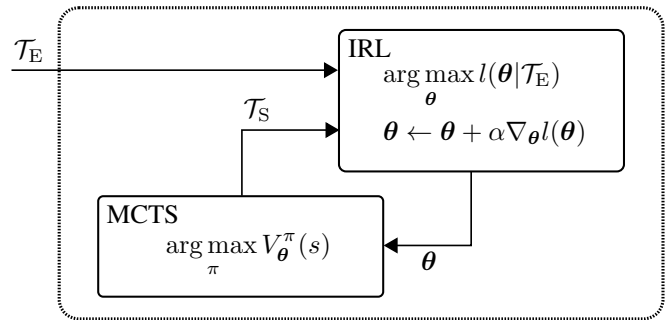 𝒯_E
IRL
arg max_θ l(θ|𝒯_E)
θ ← θ + α∇_θ l(θ)
𝒯_S
MCTS
arg max_π V_θ^π(s)
θ